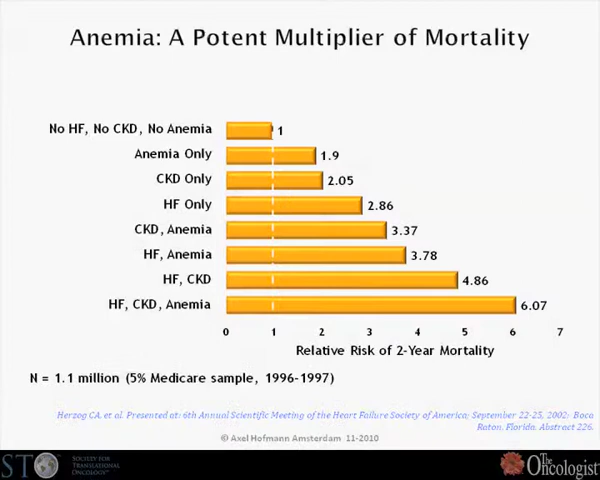 Anemia: A Potent Multiplier of Mortality
No HF, No CKD, No Anemia 1
Anemia Only 1.9
CKD Only 2.05
HF Only 2.86
CKD, Anemia 3.37
HF, Anemia 3.78
HF, CKD 4.86
HF, CKD, Anemia 6.07
0 1 2 3 4 5 6 7
Relative Risk of 2-Year Mortality
N = 1.1 million (5% Medicare sample, 1996-1997)
Herzog CA, et al. Presented at: 6th Annual Scientific Meeting of the Heart Failure Society of America; September 22-25, 2002; Boca
Raton, Florida. Abstract 226.
© Axel Hofmann Amsterdam 11-2010
STO SOCIETY FOR
TRANSLATIONAL
ONCOLOGY
The
Oncologist